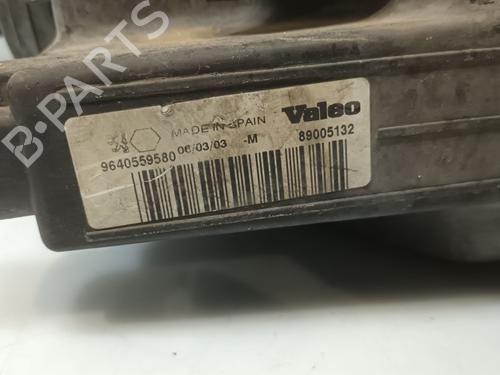 MADE IN SPAIN
Valeo
9640559580 06/03/03 -M 89005132
B-PARTS